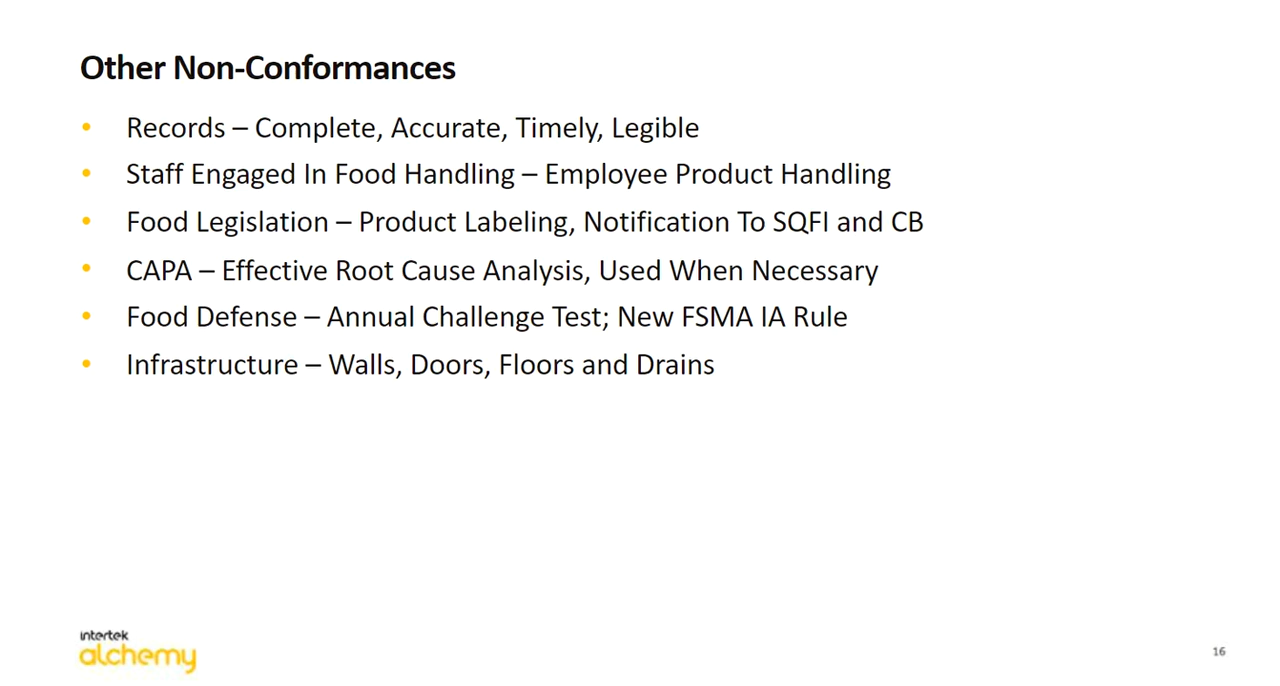 Other Non-Conformances
• Records – Complete, Accurate, Timely, Legible
• Staff Engaged In Food Handling – Employee Product Handling
• Food Legislation – Product Labeling, Notification To SQFI and CB
• CAPA – Effective Root Cause Analysis, Used When Necessary
• Food Defense – Annual Challenge Test; New FSMA IA Rule
• Infrastructure – Walls, Doors, Floors and Drains
intertek
alchemy
16